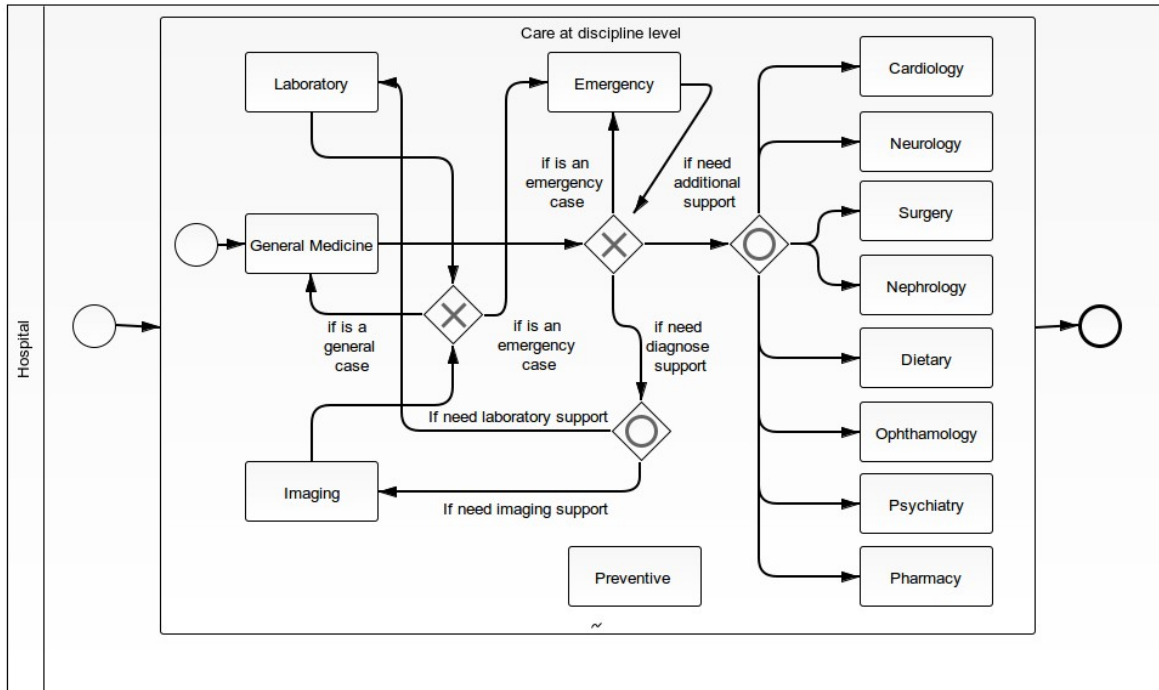 Care at discipline level
Laboratory
Emergency
Cardiology
Neurology
if is an
emergency
case
if need
additional
support
Surgery
General Medicine
Nephrology
Hospital
if is a
general
case
if is an
emergency
case
if need
diagnose
support
Dietary
If need laboratory support
Ophthamology
Imaging
If need imaging support
Psychiatry
Preventive
Pharmacy
~